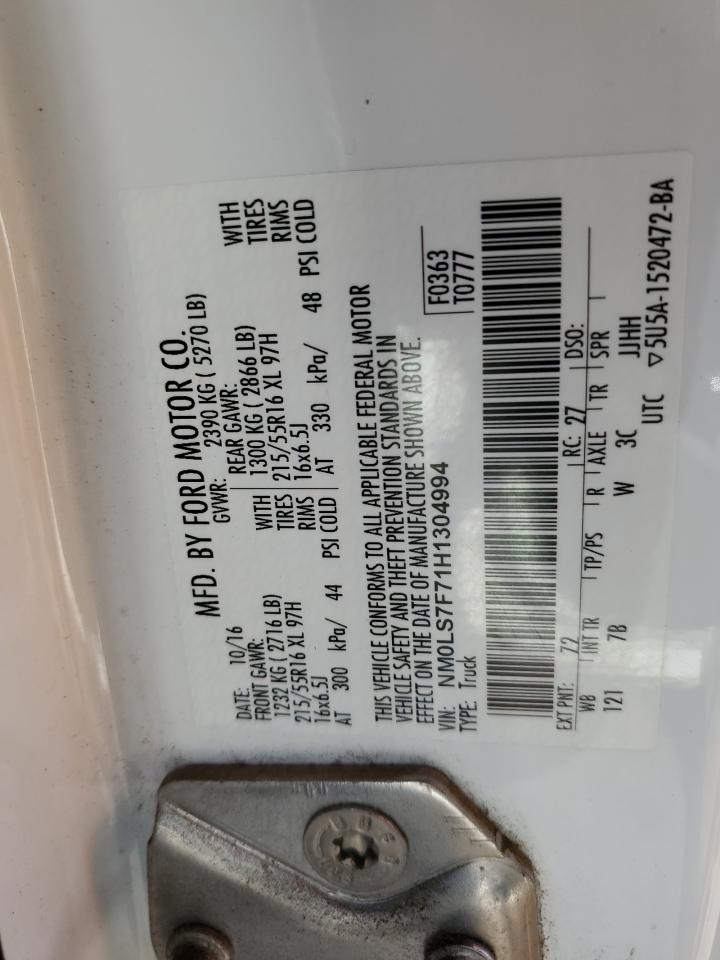 MFD. BY FORD MOTOR CO.
DATE: 10/16 GVWR: 2390 KG ( 5270 LB)
FRONT GAWR: REAR GAWR:
1232 KG ( 2716 LB) WITH 1300 KG ( 2866 LB) WITH
215/55R16 XL 97H TIRES 215/55R16 XL 97H TIRES
16x6.5J RIMS 16x6.5J RIMS
AT 300 kPa/ 44 PSI COLD AT 330 kPa/ 48 PSI COLD
THIS VEHICLE CONFORMS TO ALL APPLICABLE FEDERAL MOTOR
VEHICLE SAFETY AND THEFT PREVENTION STANDARDS IN
EFFECT ON THE DATE OF MANUFACTURE SHOWN ABOVE.
VIN: NM0LS7F71H1304994 F0363
TYPE: Truck T0777
EXT PNT: Z2 RC: 27 DSO:
WB INT TR TP/PS R AXLE TR SPR
121 7B W 3C JJHH
UTC ▽5U5A-1520472-BA